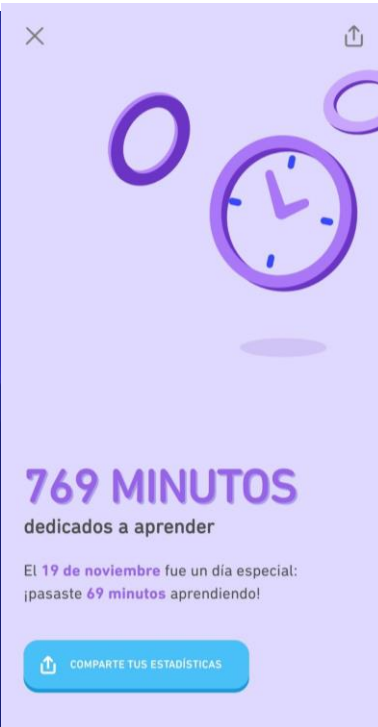 769 MINUTOS
dedicados a aprender
El 19 de noviembre fue un día especial:
¡pasaste 69 minutos aprendiendo!
COMPARTE TUS ESTADÍSTICAS